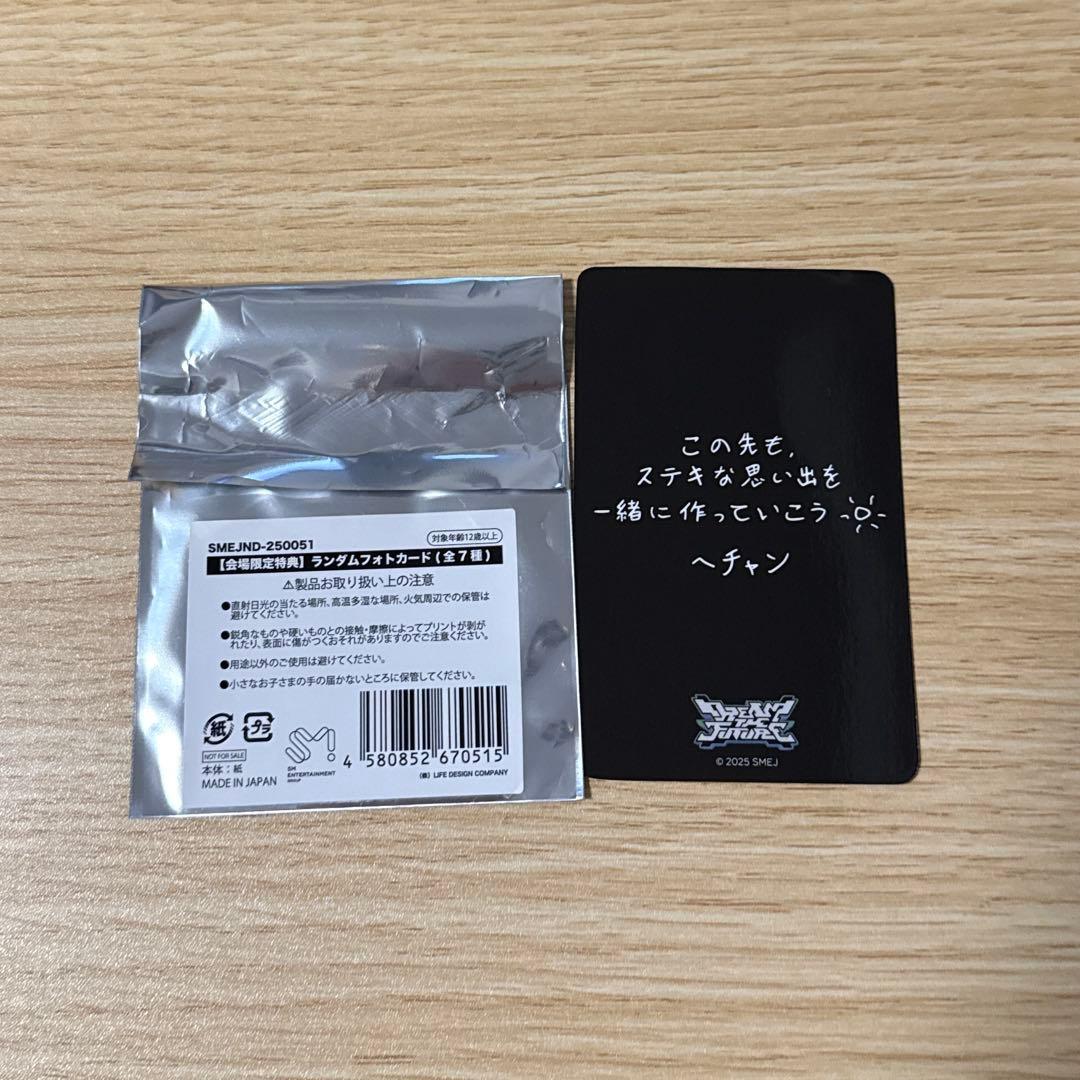 SMEJND-250051
対象年齢12歳以上
【会場限定特典】ランダムフォトカード(全7種)
⚠製品お取り扱い上の注意
●直射日光の当たる場所、高温多湿な場所、火気周辺での保管は
避けてください。
●鋭角なものや硬いものとの接触・摩擦によってプリントが剥が
れたり、表面に傷がつくおそれがありますのでご注意ください。
●用途以外のご使用は避けてください。
●小さなお子さまの手の届かないところに保管してください。
紙
プラ
NOT FOR SALE
本体:紙
MADE IN JAPAN
SM
SM
ENTERTAINMENT
GROUP
4 580852 670515
(株) LIFE DESIGN COMPANY
この先も,
ステキな思い出を
一緒に作っていこう
ヘチャン
DREAM
THE
FUTURE
© 2025 SMEJ